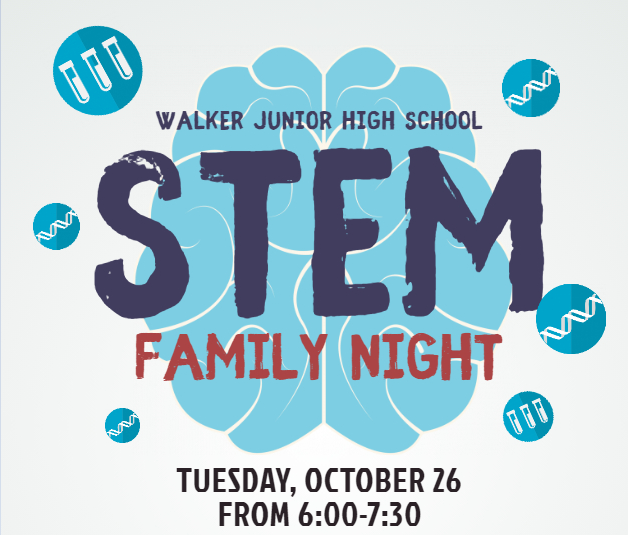 WALKER JUNIOR HIGH SCHOOL
STEM
FAMILY NIGHT
TUESDAY, OCTOBER 26
FROM 6:00-7:30